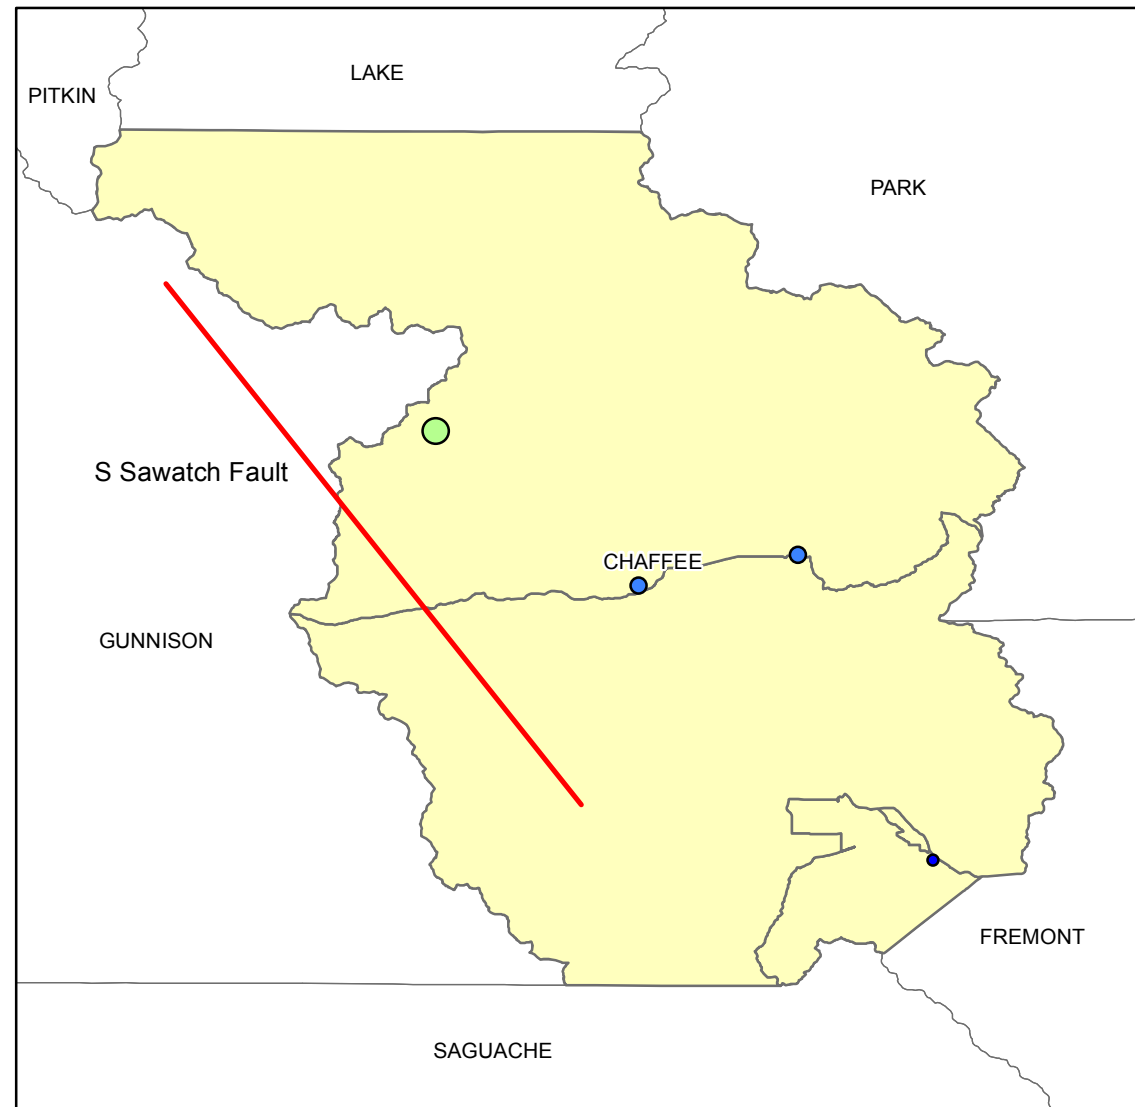 LAKE
PITKIN
PARK
S Sawatch Fault
CHAFFEE
GUNNISON
FREMONT
SAGUACHE